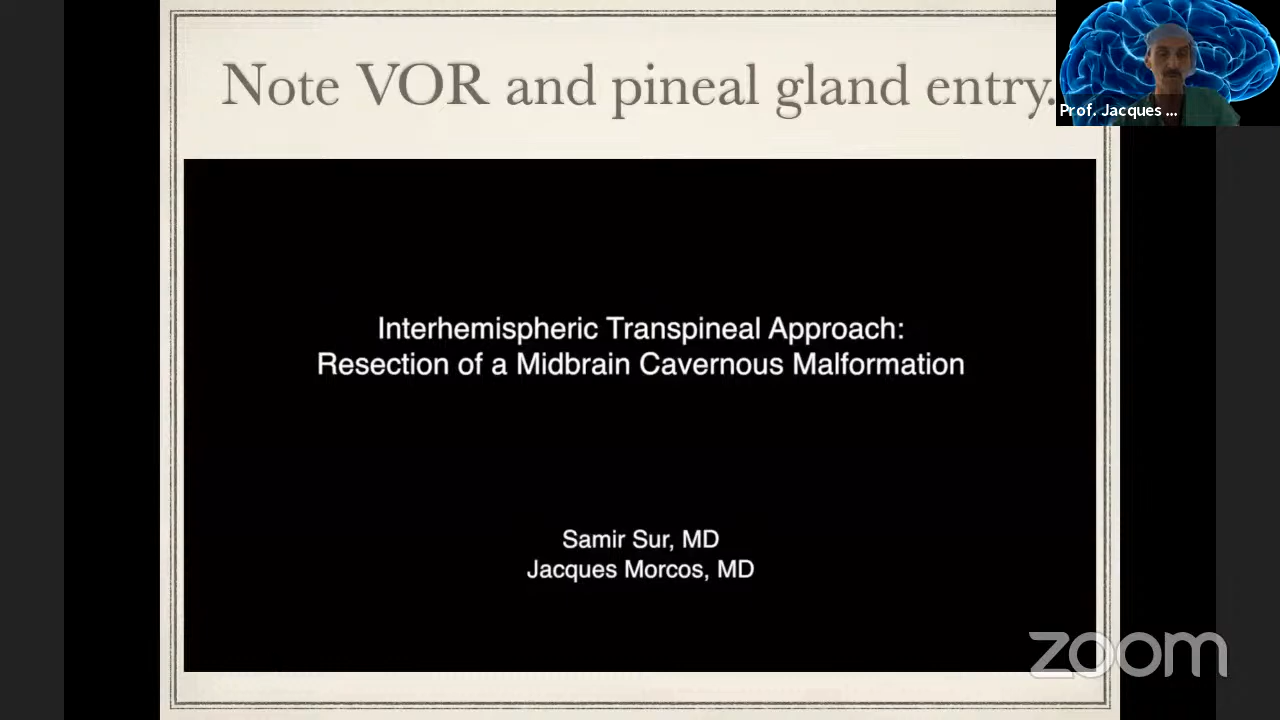 Note VOR and pineal gland entry.
Prof. Jacques ...
Interhemispheric Transpineal Approach:
Resection of a Midbrain Cavernous Malformation
Samir Sur, MD
Jacques Morcos, MD
zoom